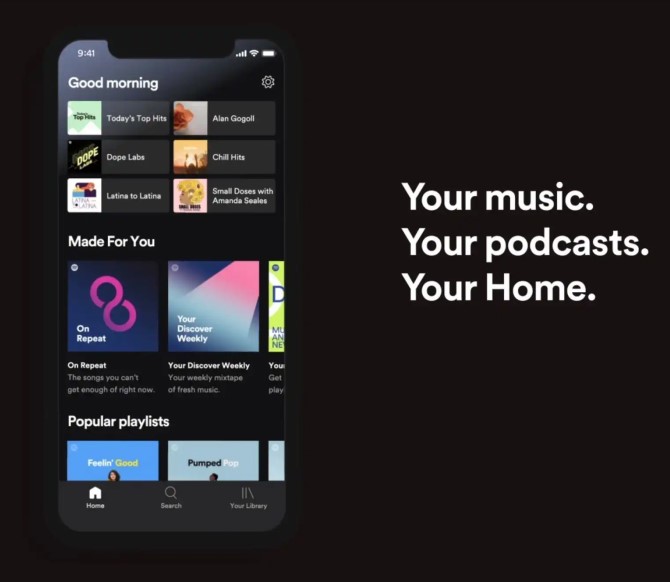 9:41
Good morning
Top Hits
Today's Top Hits
Alan Gogoll
DOPE
LABS
Dope Labs
Chill Hits
LATINA
LATINA
Latina to Latina
SMALL DOSES
Small Doses with
Amanda Seales
Made For You
On
Repeat
Your
Discover
Weekly
D
MU
AN
NE
On Repeat
The songs you can't
get enough of right now.
Your Discover Weekly
Your weekly mixtape
of fresh music.
You
Get
play
Popular playlists
Feelin' Good
Pumped Pop
Home
Search
Your Library
Your music.
Your podcasts.
Your Home.